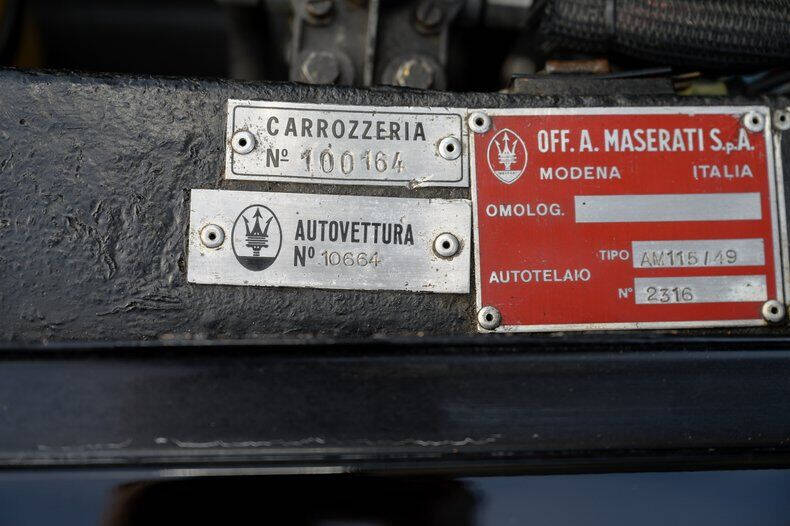 CARROZZERIA
Nº 100164
AUTOVETTURA
Nº 10664
OFF. A. MASERATI S.p.A.
MODENA ITALIA
OMOLOG.
TIPO AM115/49
AUTOTELAIO
Nº 2316